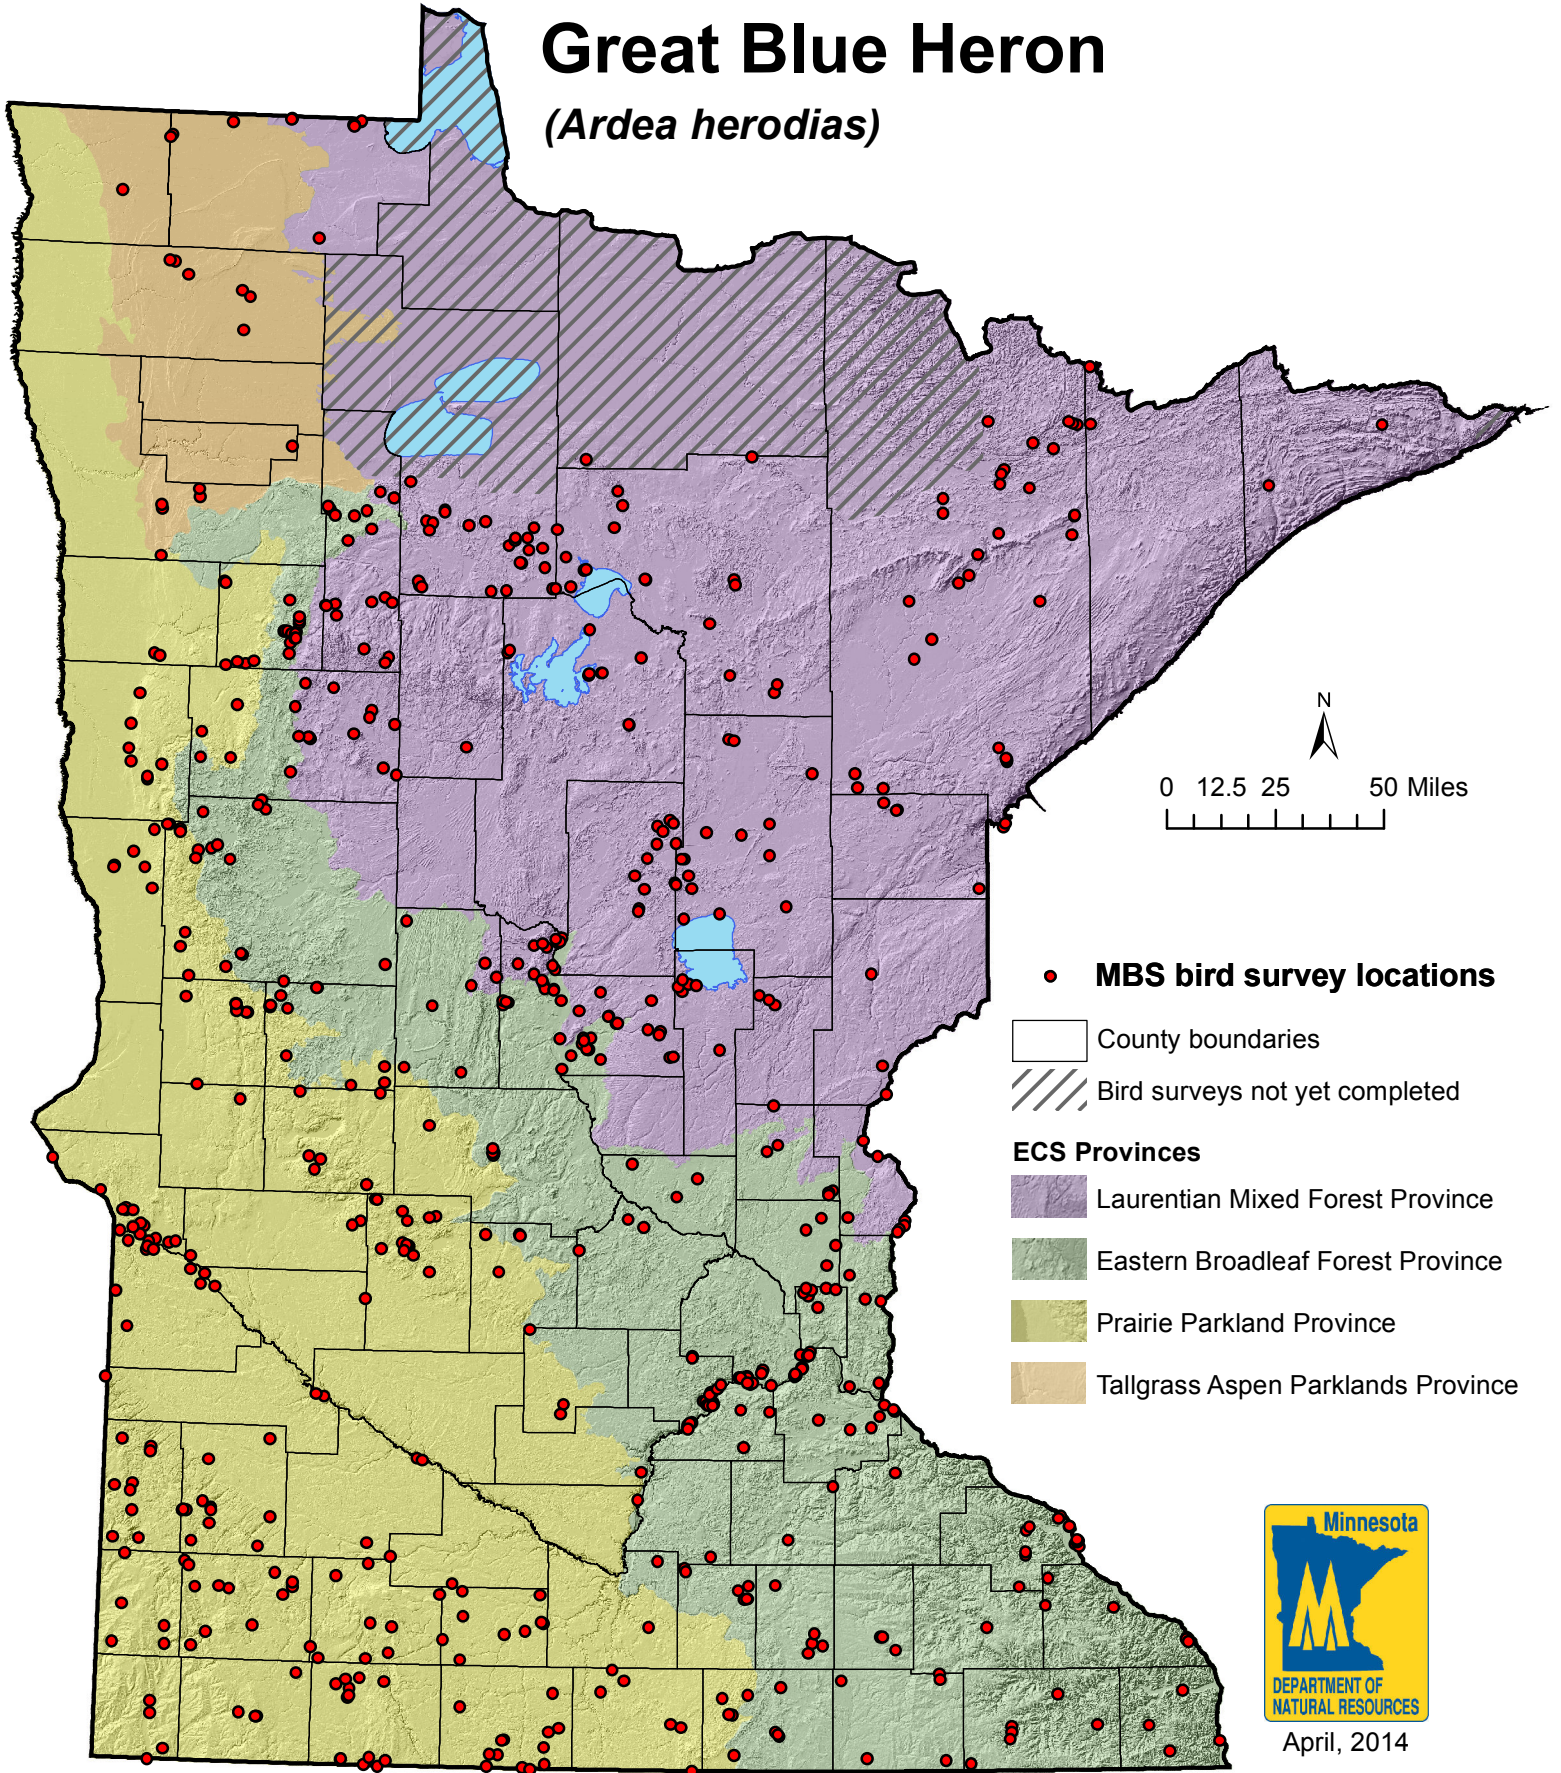 Great Blue Heron
(Ardea herodias)
N
0 12.5 25 50 Miles
MBS bird survey locations
County boundaries
Bird surveys not yet completed
ECS Provinces
Laurentian Mixed Forest Province
Eastern Broadleaf Forest Province
Prairie Parkland Province
Tallgrass Aspen Parklands Province
Minnesota
DEPARTMENT OF
NATURAL RESOURCES
April, 2014